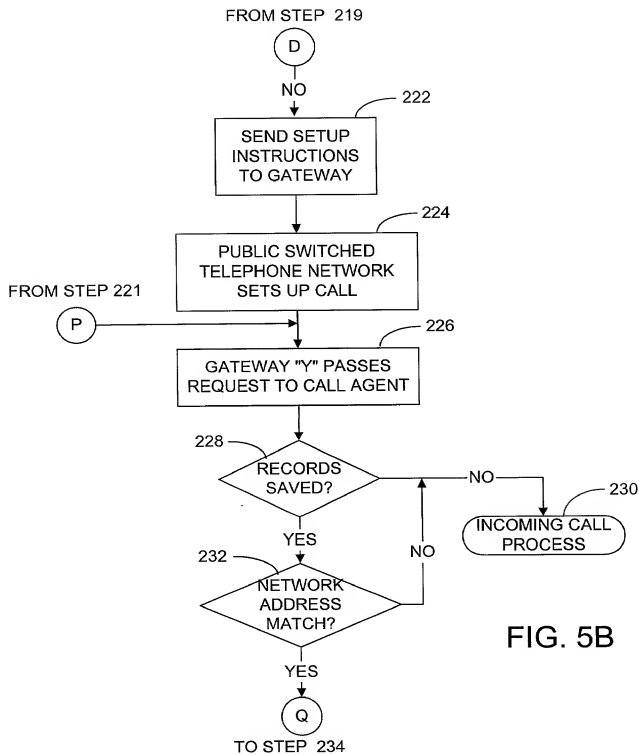 FROM STEP 219
D
NO
222
SEND SETUP
INSTRUCTIONS
TO GATEWAY
224
PUBLIC SWITCHED
TELEPHONE NETWORK
SETS UP CALL
FROM STEP 221
P
226
GATEWAY "Y" PASSES
REQUEST TO CALL AGENT
228
RECORDS
SAVED?
NO
230
INCOMING CALL
PROCESS
YES
NO
232
NETWORK
ADDRESS
MATCH?
FIG. 5B
YES
Q
TO STEP 234